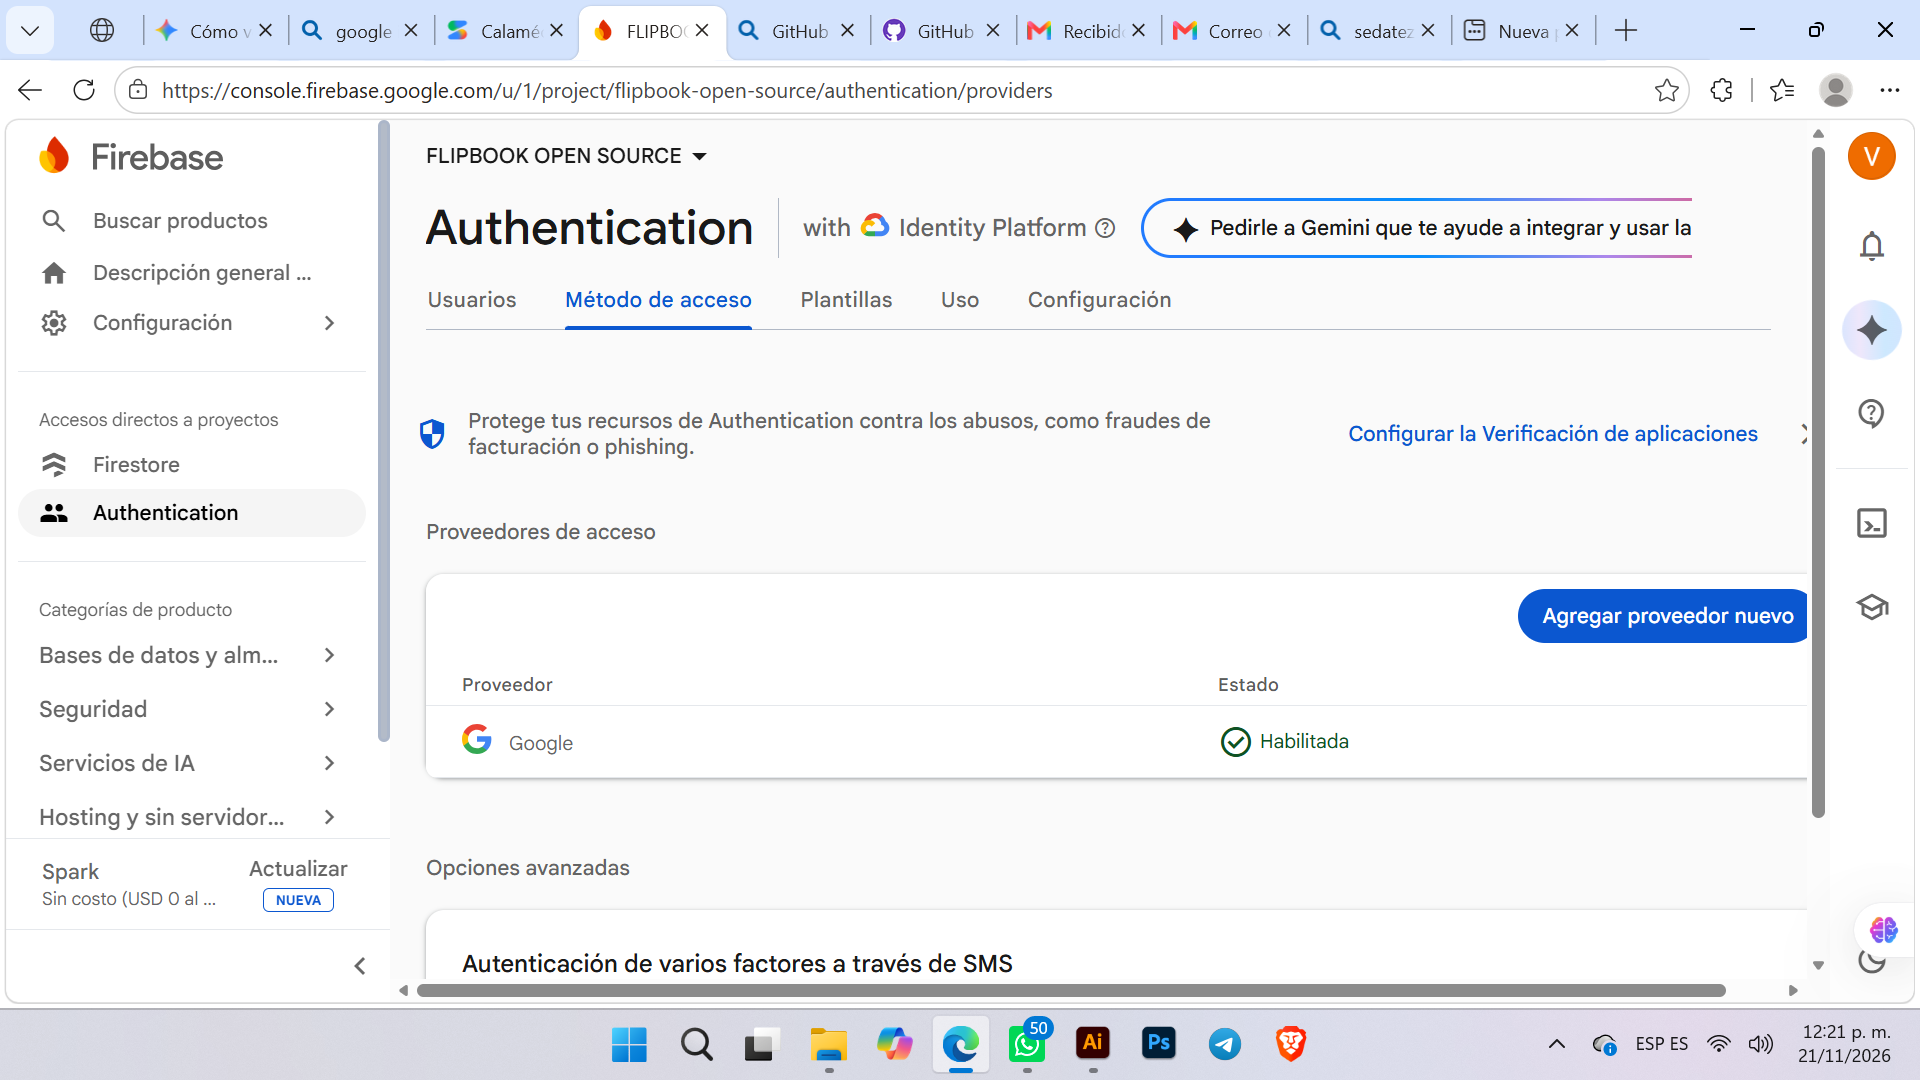 Cómo v
google
Calamé
FLIPBO
GitHub
GitHub
Recibid
Correo
sedatez
Nueva
https://console.firebase.google.com/u/1/project/flipbook-open-source/authentication/providers
Firebase
Buscar productos
Descripción general ...
Configuración
Accesos directos a proyectos
Firestore
Authentication
Categorías de producto
Bases de datos y alm...
Seguridad
Servicios de IA
Hosting y sin servidor...
Spark
Sin costo (USD 0 al ...
Actualizar
NUEVA
FLIPBOOK OPEN SOURCE
Authentication
with Identity Platform
Pedirle a Gemini que te ayude a integrar y usar la
Usuarios
Método de acceso
Plantillas
Uso
Configuración
Protege tus recursos de Authentication contra los abusos, como fraudes de
facturación o phishing.
Configurar la Verificación de aplicaciones
Proveedores de acceso
Agregar proveedor nuevo
Proveedor
Estado
Google
Habilitada
Opciones avanzadas
Autenticación de varios factores a través de SMS
V
50
Ai
Ps
ESP ES
12:21 p. m.
21/11/2026